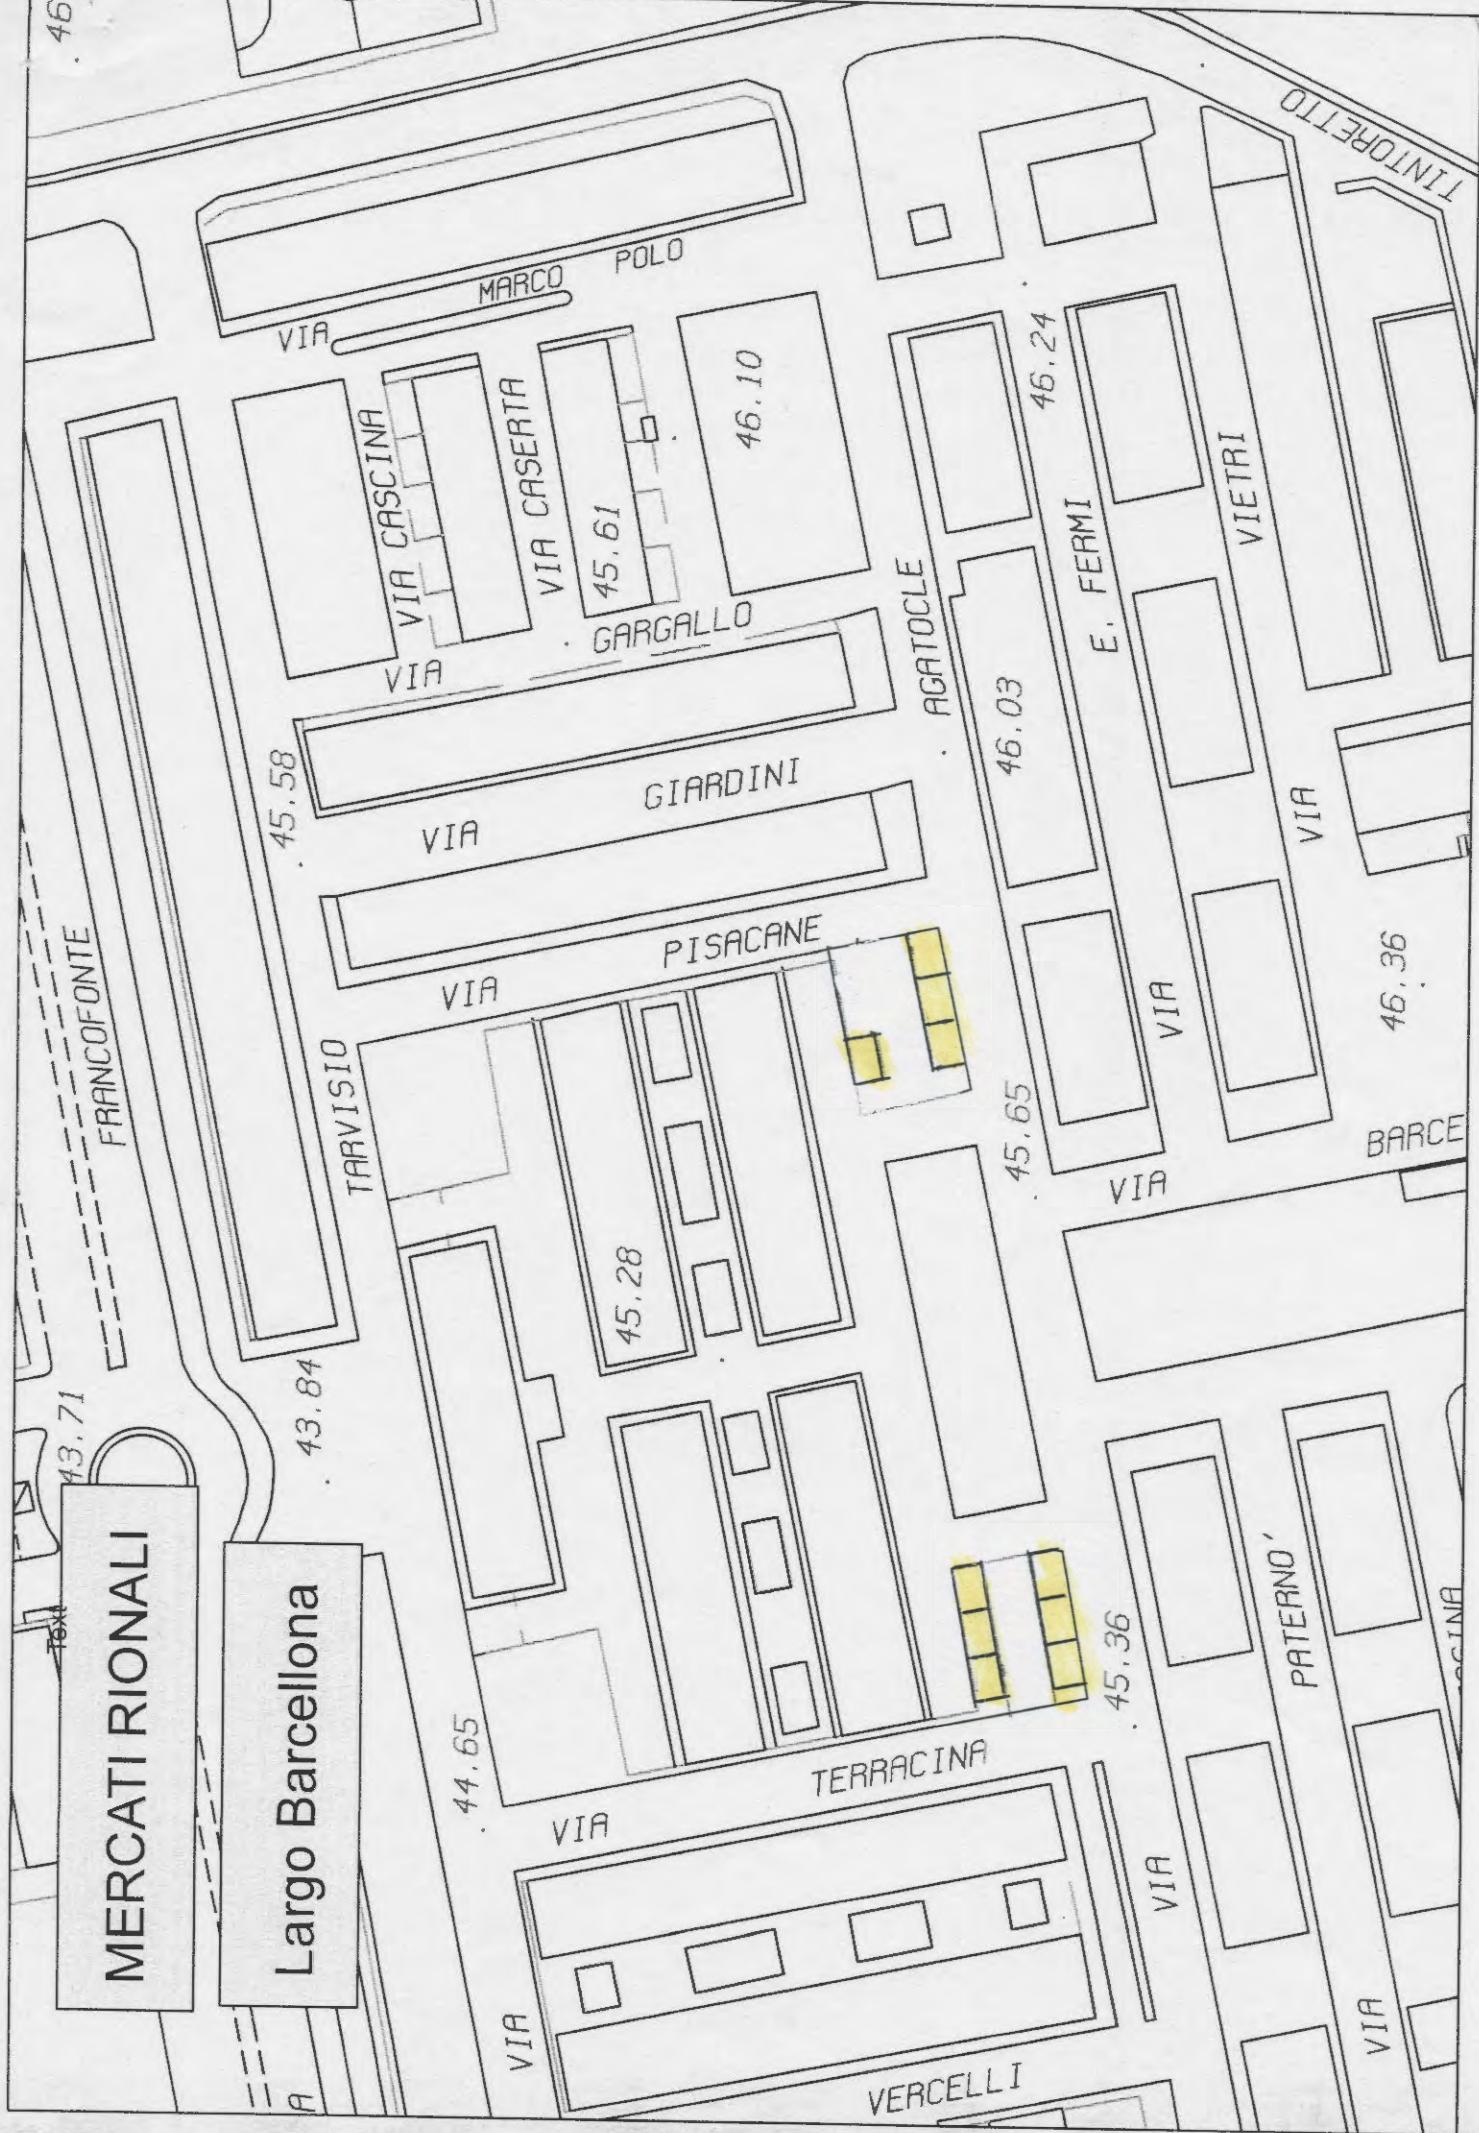 MERCATI RIONALI
Largo Barcellona
Text
46
TINTORETTO
VIA
MARCO
POLO
VIA CASCINA
VIA CASERTA
45.61
46.10
46.24
VIA
GARGALLO
AGATOCLE
E. FERMI
VIETRI
46.03
45.58
VIA
GIARDINI
VIA
VIA
PISACANE
VIA
46.36
FRANCOFONTE
TARVISIO
45.65
VIA
BARCE
45.28
43.71
43.84
PATERNO'
45.36
44.65
VIA
TERRACINA
VIA
VIA
VIA
VERCELLI
A